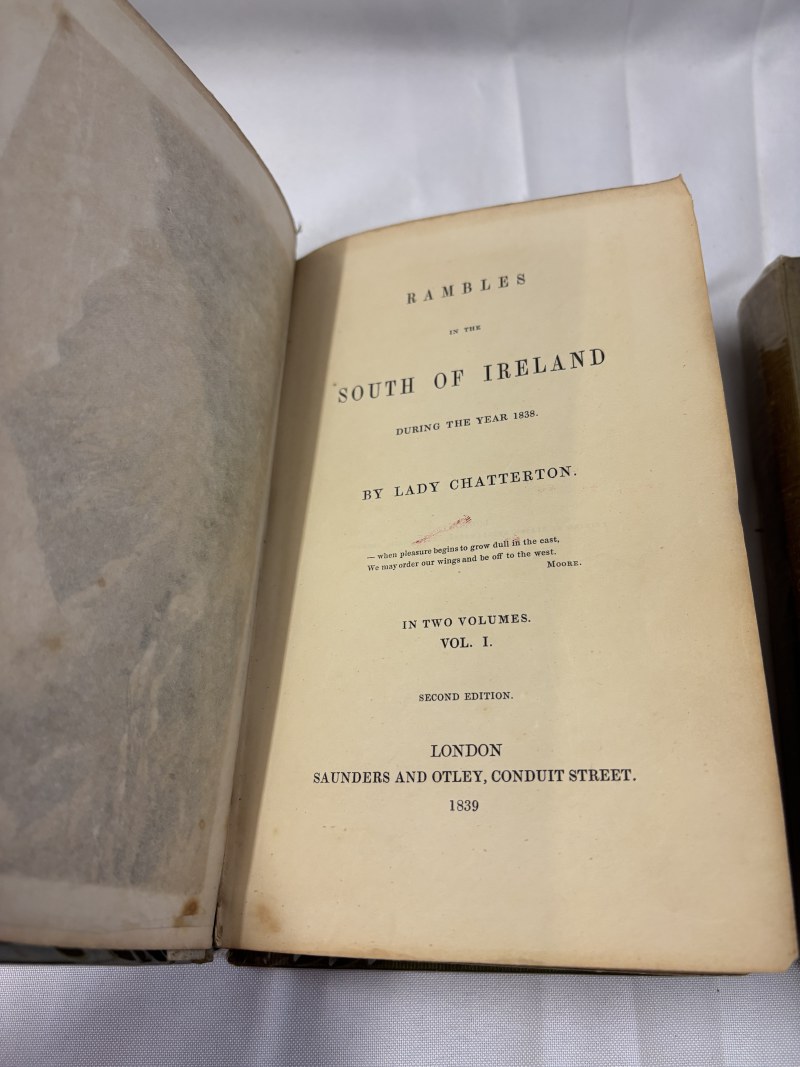 RAMBLES
IN THE
SOUTH OF IRELAND
DURING THE YEAR 1838.
BY LADY CHATTERTON.
— when pleasure begins to grow dull in the east,
We may order our wings and be off to the west.
MOORE.
IN TWO VOLUMES.
VOL. I.
SECOND EDITION.
LONDON
SAUNDERS AND OTLEY, CONDUIT STREET.
1839